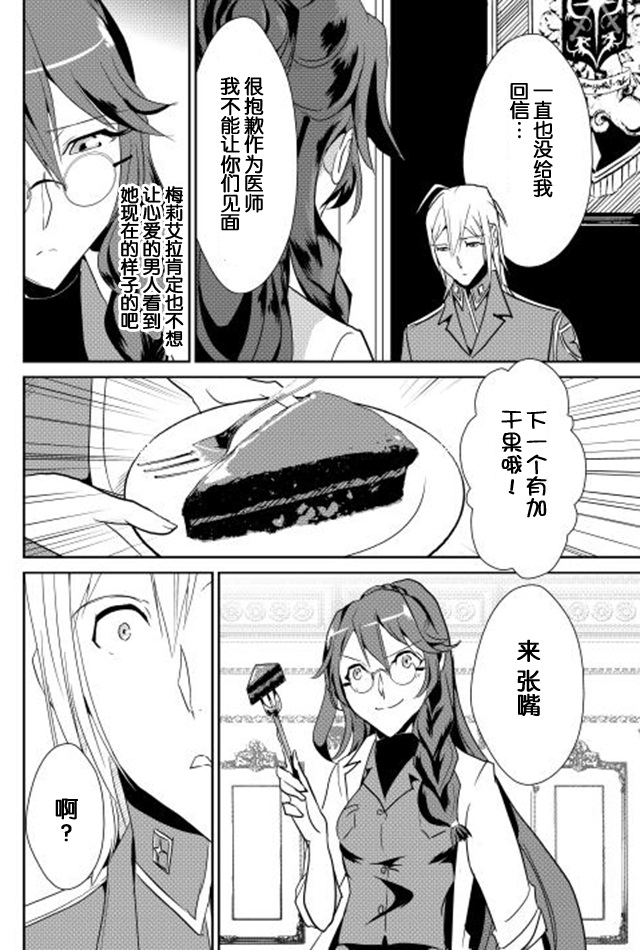 一直也没给我
回信…
很抱歉作为医师
我不能让你们见面
梅莉艾拉肯定也不想
让心爱的男人看到
她现在的样子的吧
下一个有加
干果哦！
来 张嘴
啊？